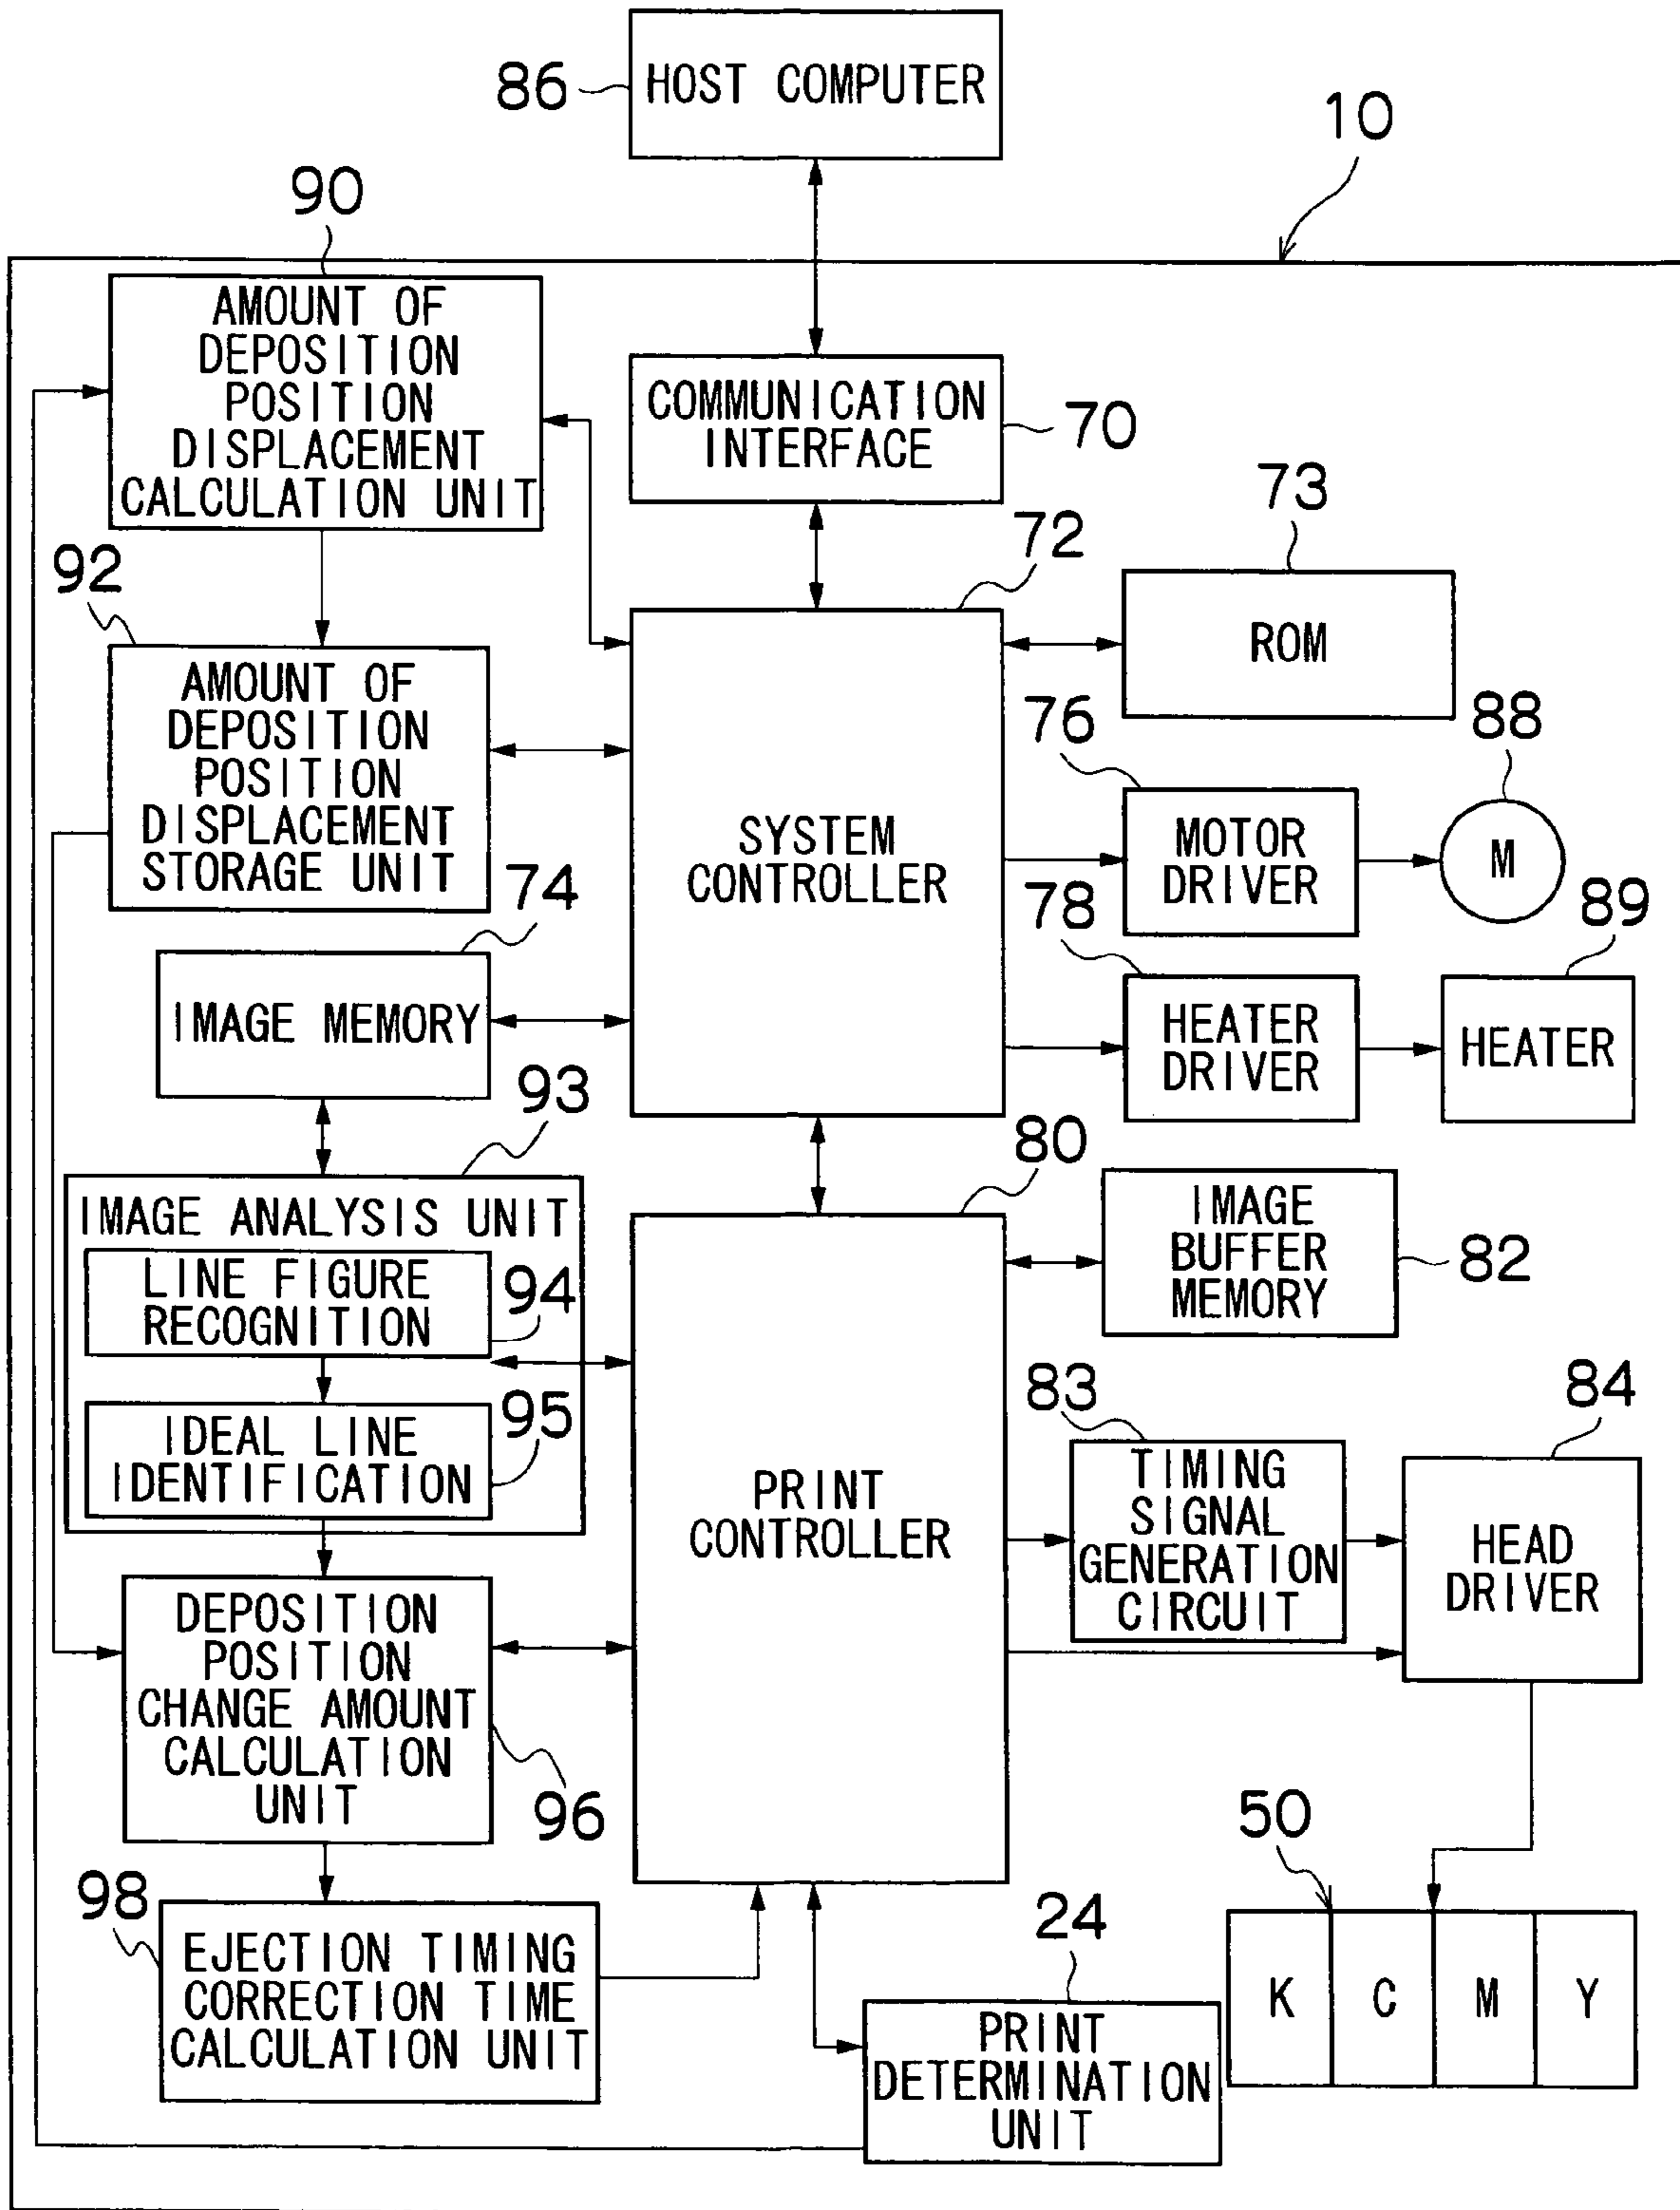 HOST COMPUTER
86
10
90
AMOUNT OF
DEPOSITION
POSITION
DISPLACEMENT
CALCULATION UNIT
COMMUNICATION
INTERFACE
70
73
ROM
72
92
AMOUNT OF
DEPOSITION
POSITION
DISPLACEMENT
STORAGE UNIT
SYSTEM
CONTROLLER
76
MOTOR
DRIVER
88
M
74
IMAGE MEMORY
78
HEATER
DRIVER
89
HEATER
93
IMAGE ANALYSIS UNIT
LINE FIGURE
RECOGNITION
94
IDEAL LINE
IDENTIFICATION
95
80
PRINT
CONTROLLER
IMAGE
BUFFER
MEMORY
82
83
TIMING
SIGNAL
GENERATION
CIRCUIT
84
HEAD
DRIVER
DEPOSITION
POSITION
CHANGE AMOUNT
CALCULATION
UNIT
96
98
EJECTION TIMING
CORRECTION TIME
CALCULATION UNIT
24
PRINT
DETERMINATION
UNIT
50
K C M Y